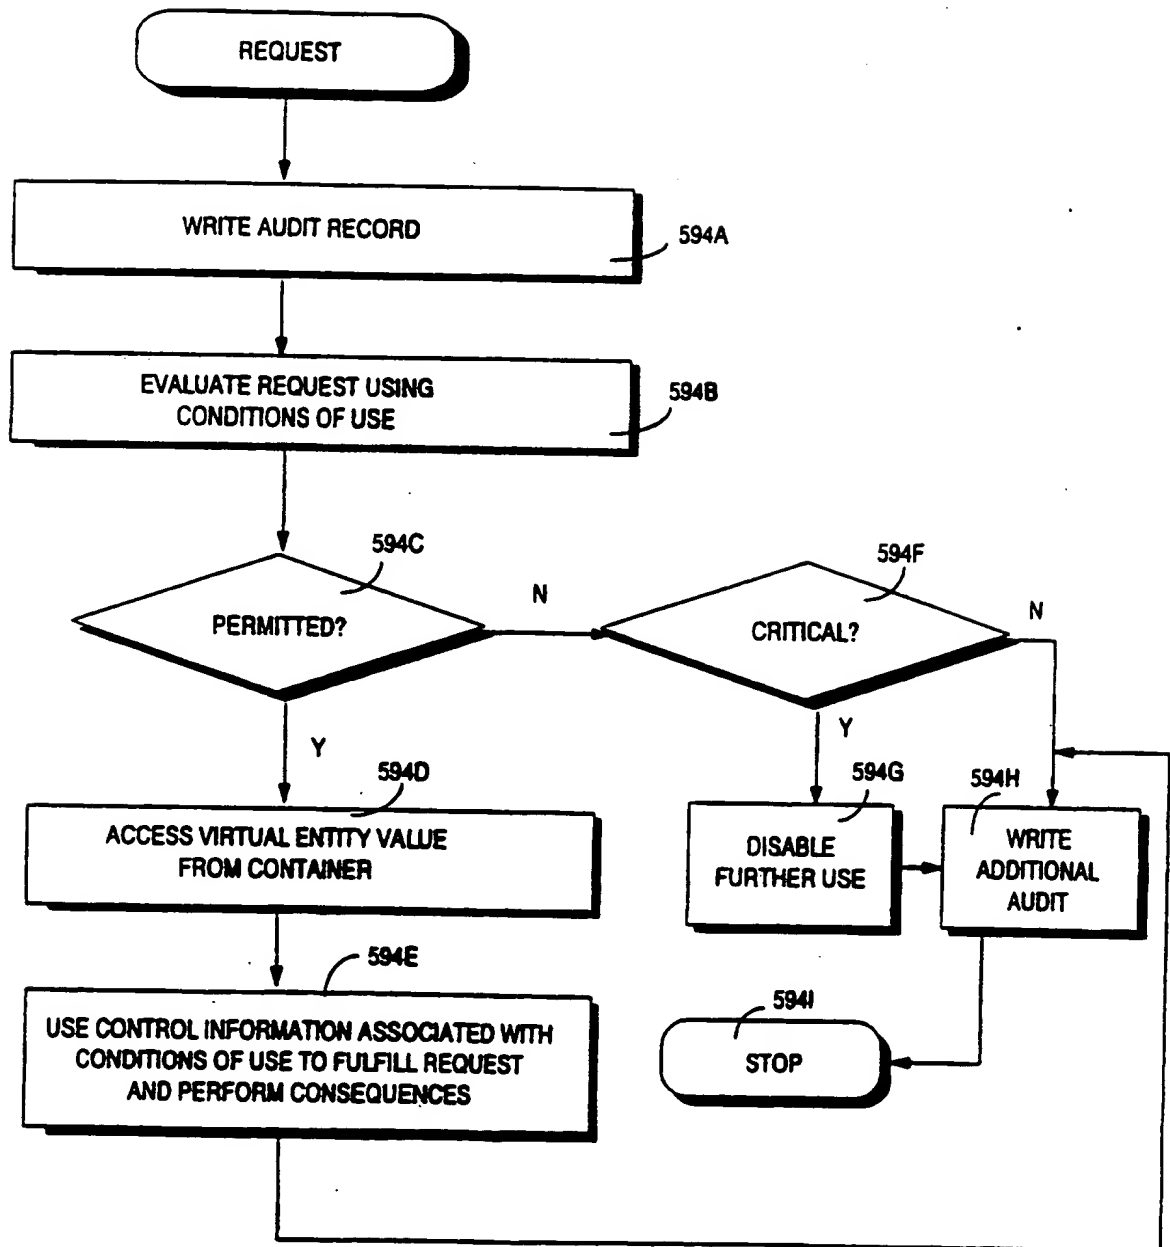 REQUEST
WRITE AUDIT RECORD
594A
EVALUATE REQUEST USING
CONDITIONS OF USE
594B
594C
PERMITTED?
N
594F
CRITICAL?
N
Y
594D
ACCESS VIRTUAL ENTITY VALUE
FROM CONTAINER
Y
594G
DISABLE
FURTHER USE
594H
WRITE
ADDITIONAL
AUDIT
594E
USE CONTROL INFORMATION ASSOCIATED WITH
CONDITIONS OF USE TO FULFILL REQUEST
AND PERFORM CONSEQUENCES
594I
STOP